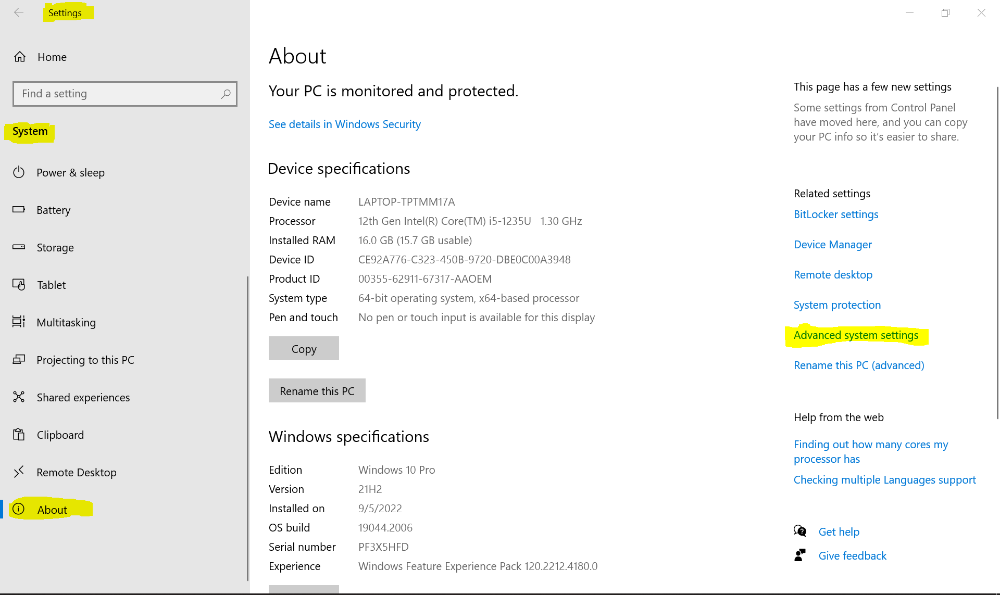 Settings
Home
Find a setting
System
Power & sleep
Battery
Storage
Tablet
Multitasking
Projecting to this PC
Shared experiences
Clipboard
Remote Desktop
About
About
Your PC is monitored and protected.
See details in Windows Security
Device specifications
Device name LAPTOP-TPTMM17A
Processor 12th Gen Intel(R) Core(TM) i5-1235U 1.30 GHz
Installed RAM 16.0 GB (15.7 GB usable)
Device ID CE92A776-C323-450B-9720-DBE0C00A3948
Product ID 00355-62911-67317-AAOEM
System type 64-bit operating system, x64-based processor
Pen and touch No pen or touch input is available for this display
Copy
Rename this PC
Windows specifications
Edition Windows 10 Pro
Version 21H2
Installed on 9/5/2022
OS build 19044.2006
Serial number PF3X5HFD
Experience Windows Feature Experience Pack 120.2212.4180.0
This page has a few new settings
Some settings from Control Panel
have moved here, and you can copy
your PC info so it’s easier to share.
Related settings
BitLocker settings
Device Manager
Remote desktop
System protection
Advanced system settings
Rename this PC (advanced)
Help from the web
Finding out how many cores my
processor has
Checking multiple Languages support
Get help
Give feedback